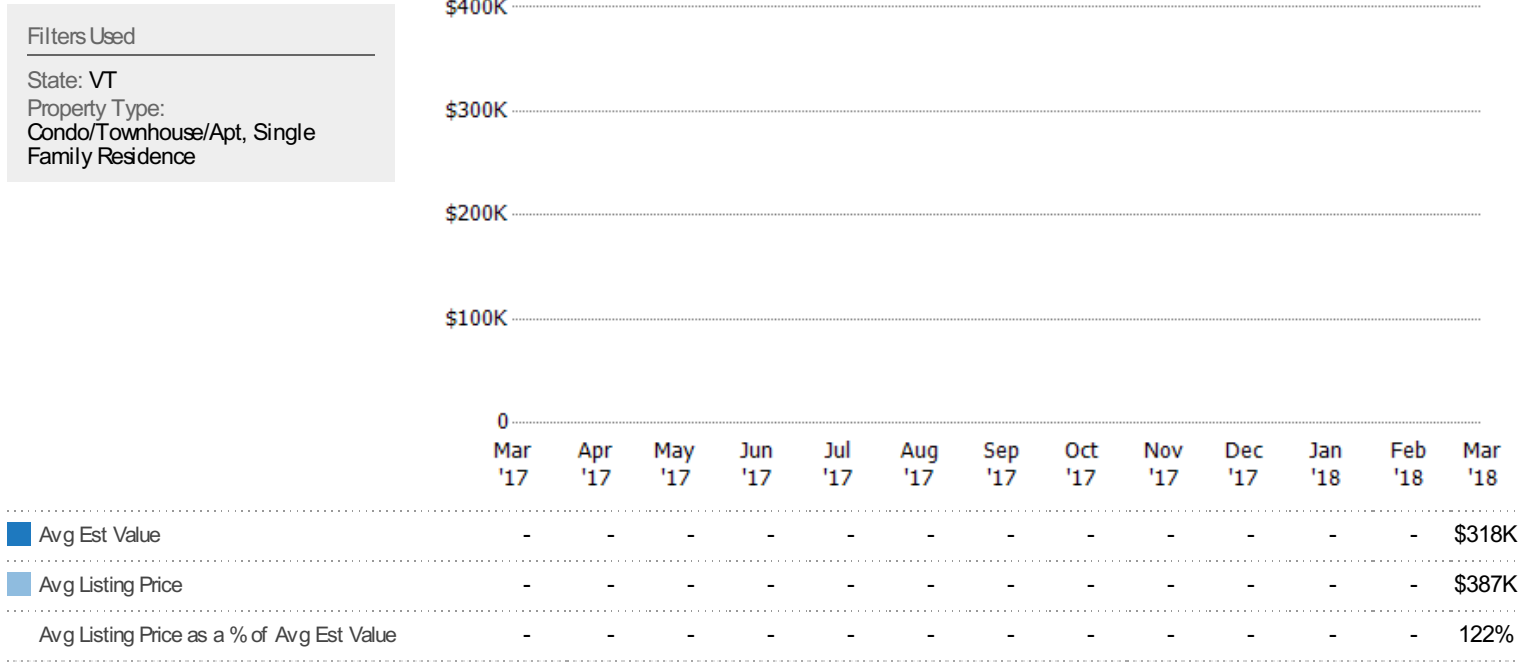 Filters Used
State: VT
Property Type:
Condo/Townhouse/Apt, Single
Family Residence
$400K
$300K
$200K
$100K
0
Mar Apr May Jun Jul Aug Sep Oct Nov Dec Jan Feb Mar
'17 '17 '17 '17 '17 '17 '17 '17 '17 '17 '18 '18 '18
Avg Est Value - - - - - - - - - - - - $318K
Avg Listing Price - - - - - - - - - - - - $387K
Avg Listing Price as a % of Avg Est Value - - - - - - - - - - - - 122%